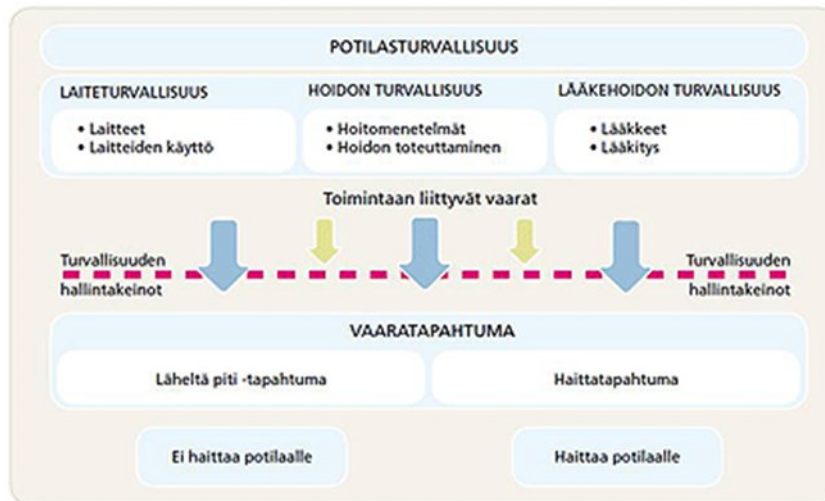 POTILASTURVALLISUUS
LAITETURVALLISUUS
• Laitteet
• Laitteiden käyttö
HOIDON TURVALLISUUS
• Hoitomenetelmät
• Hoidon toteuttaminen
LÄÄKEHOIDON TURVALLISUUS
• Lääkkeet
• Lääkitys
Toimintaan liittyvät vaarat
Turvallisuuden
hallintakeinot
Turvallisuuden
hallintakeinot
VAARATAPAHTUMA
Läheltä piti -tapahtuma
Haittatapahtuma
Ei haittaa potilaalle
Haittaa potilaalle